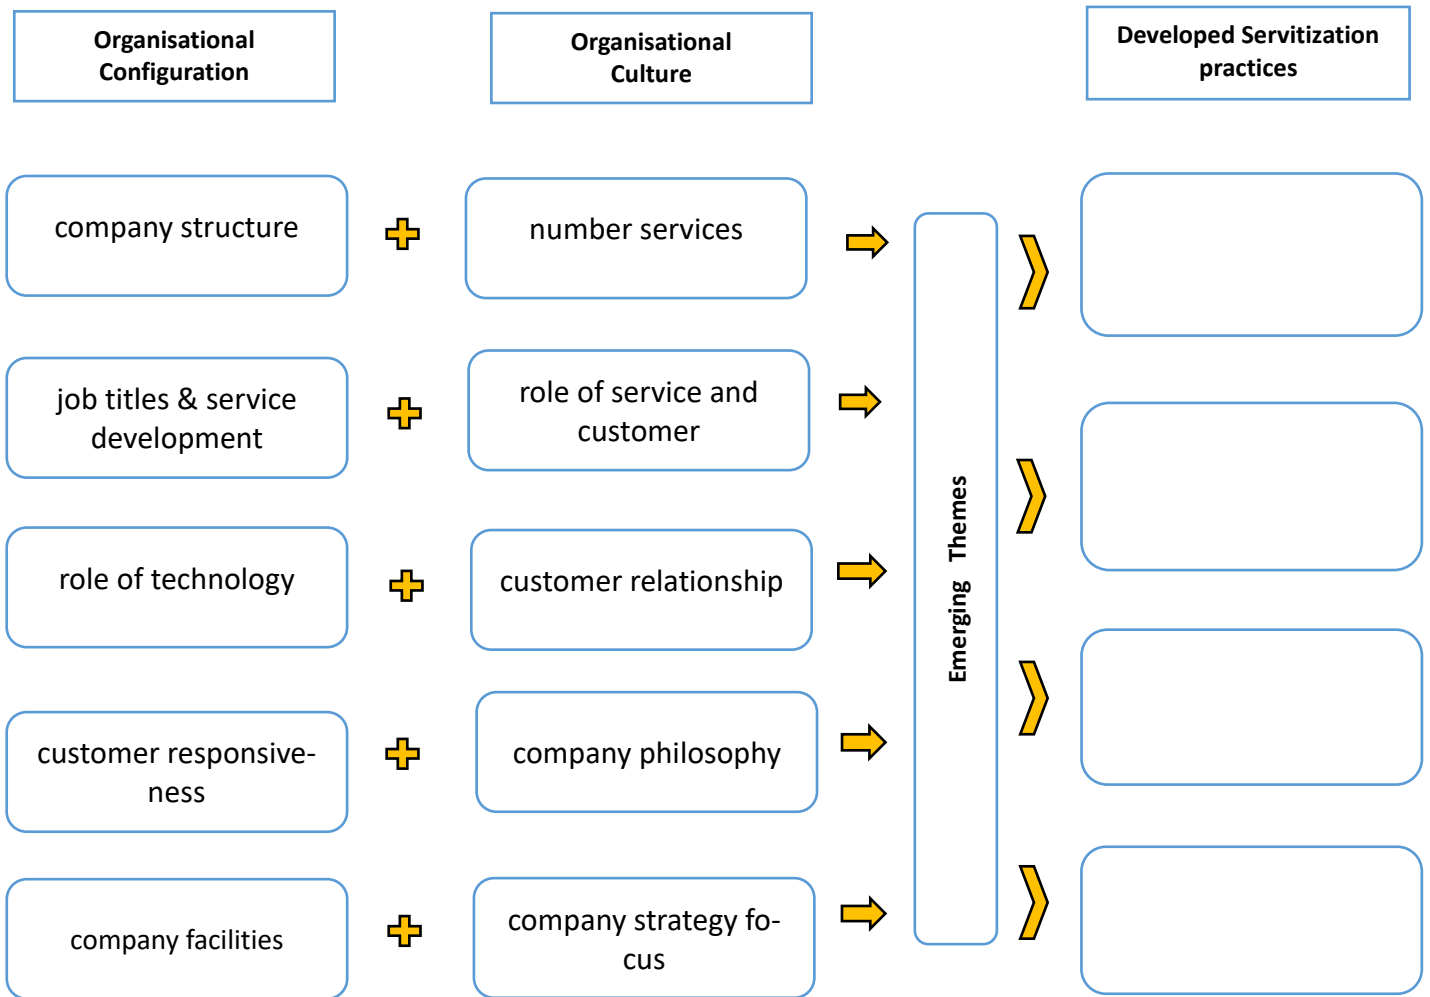 Organisational
Configuration
Organisational
Culture
Developed Servitization
practices
company structure
number services
job titles & service
development
role of service and
customer
role of technology
customer relationship
customer responsive-
ness
company philosophy
company facilities
company strategy fo-
cus
Emerging Themes